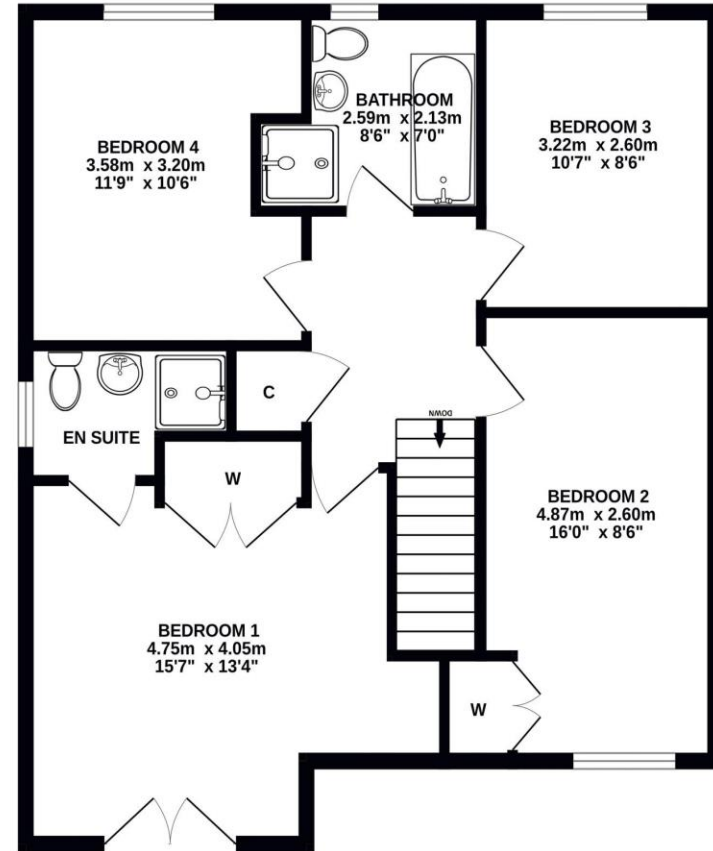 BEDROOM 4
3.58m x 3.20m
11'9" x 10'6"
BATHROOM
2.59m x 2.13m
8'6" x 7'0"
BEDROOM 3
3.22m x 2.60m
10'7" x 8'6"
EN SUITE
C
W
DOWN
BEDROOM 2
4.87m x 2.60m
16'0" x 8'6"
BEDROOM 1
4.75m x 4.05m
15'7" x 13'4"
W